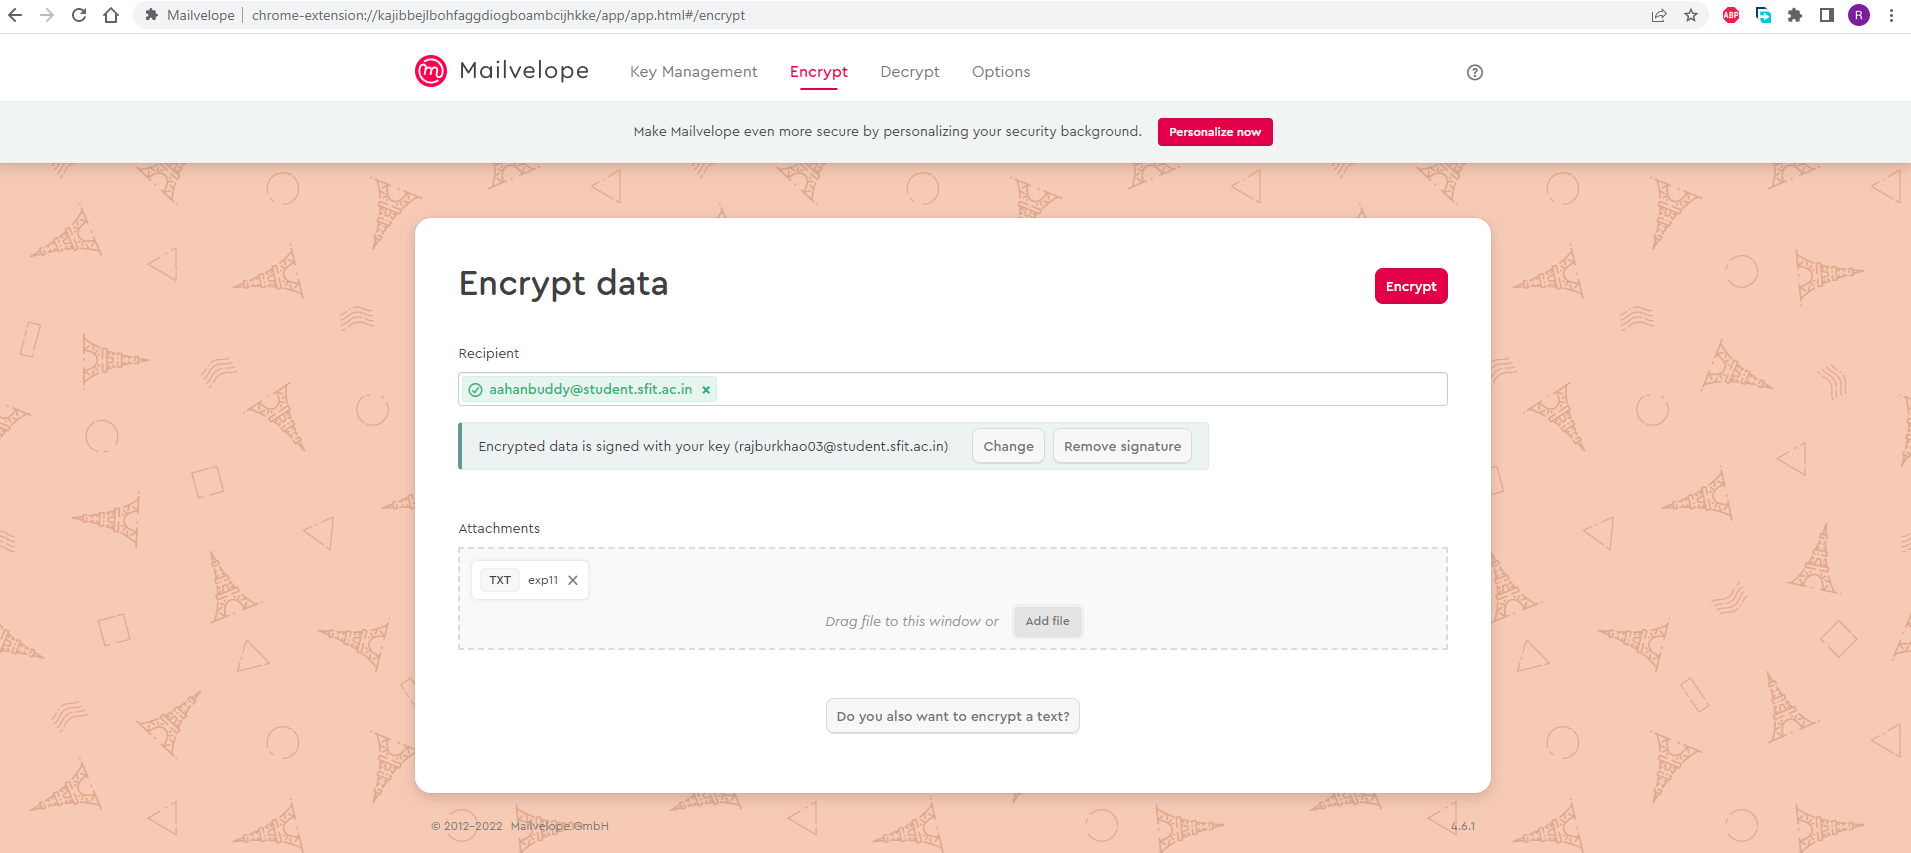 Mailvelope chrome-extension://kajibbejlbohfaggdiogboambcijhkke/app/app.html#/encrypt
ABP
R
Mailvelope Key Management Encrypt Decrypt Options
Make Mailvelope even more secure by personalizing your security background. Personalize now
Encrypt data
Encrypt
Recipient
aahanbuddy@student.sfit.ac.in
Encrypted data is signed with your key (rajburkhao03@student.sfit.ac.in) Change Remove signature
Attachments
TXT exp11
Drag file to this window or Add file
Do you also want to encrypt a text?
© 2012-2022 Mailvelope GmbH
4.6.1